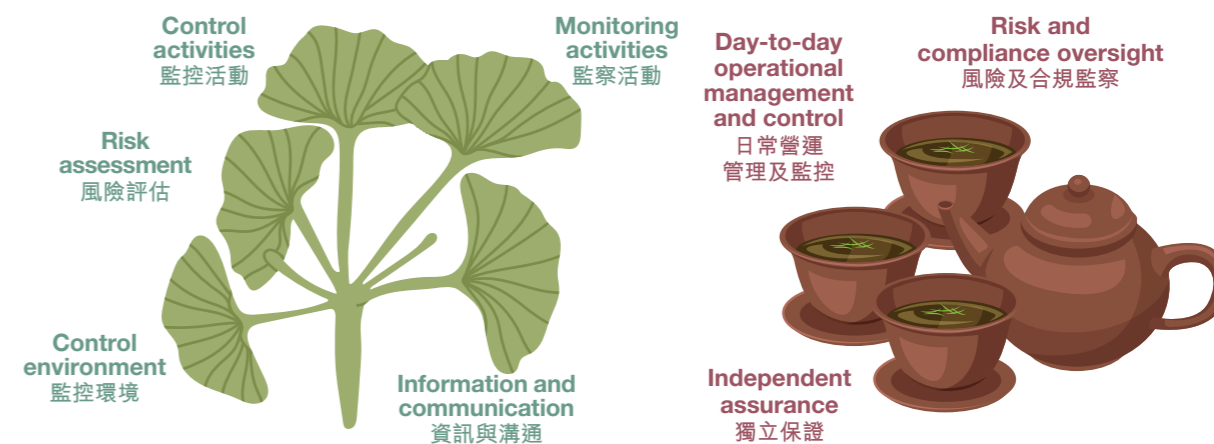 Control
activities
監控活動
Monitoring
activities
監察活動
Risk
assessment
風險評估
Control
environment
監控環境
Information and
communication
資訊與溝通
Day-to-day
operational
management
and control
日常營運
管理及監控
Risk and
compliance oversight
風險及合規監察
Independent
assurance
獨立保證